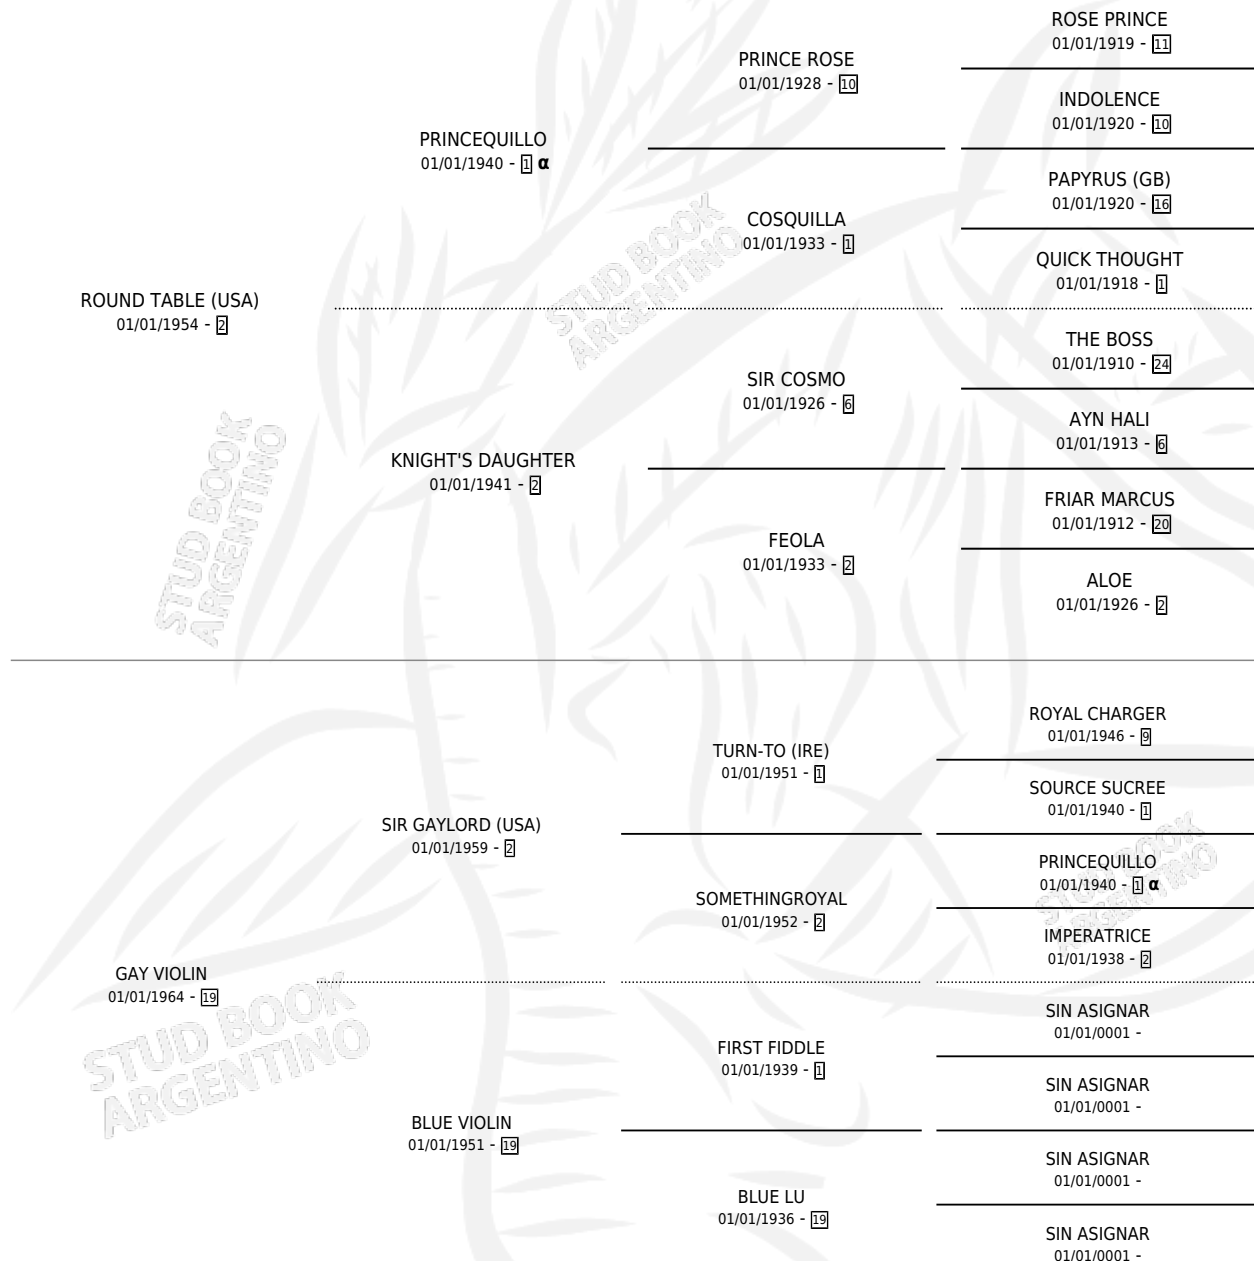 ROSE PRINCE
01/01/1919 - 11
PRINCE ROSE
01/01/1928 - 10
INDOLENCE
01/01/1920 - 10
PRINCEQUILLO
01/01/1940 - 1 α
PAPYRUS (GB)
01/01/1920 - 16
COSQUILLA
01/01/1933 - 1
QUICK THOUGHT
01/01/1918 - 1
ROUND TABLE (USA)
01/01/1954 - 2
THE BOSS
01/01/1910 - 24
SIR COSMO
01/01/1926 - 6
AYN HALI
01/01/1913 - 6
KNIGHT'S DAUGHTER
01/01/1941 - 2
FRIAR MARCUS
01/01/1912 - 20
FEOLA
01/01/1933 - 2
ALOE
01/01/1926 - 2
STUD BOOK
ARGENTINO
STUD BOOK
ARGENTINO
ROYAL CHARGER
01/01/1946 - 9
TURN-TO (IRE)
01/01/1951 - 1
SOURCE SUCREE
01/01/1940 - 1
SIR GAYLORD (USA)
01/01/1959 - 2
PRINCEQUILLO
01/01/1940 - 1 α
SOMETHINGROYAL
01/01/1952 - 2
IMPERATRICE
01/01/1938 - 2
GAY VIOLIN
01/01/1964 - 19
SIN ASIGNAR
01/01/0001 -
FIRST FIDDLE
01/01/1939 - 1
SIN ASIGNAR
01/01/0001 -
BLUE VIOLIN
01/01/1951 - 19
SIN ASIGNAR
01/01/0001 -
BLUE LU
01/01/1936 - 19
SIN ASIGNAR
01/01/0001 -
STUD BOOK
ARGENTINO
STUD BOOK
ARGENTINO